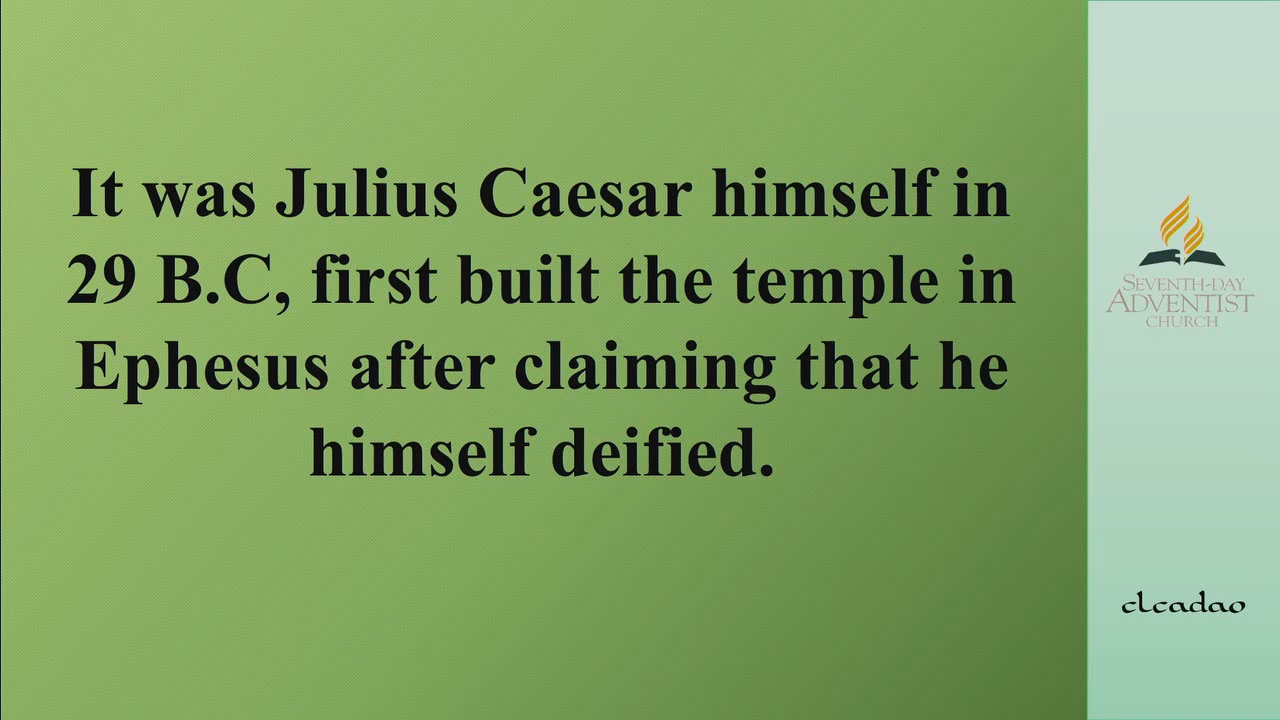 It was Julius Caesar himself in
29 B.C, first built the temple in
Ephesus after claiming that he
himself deified.
SEVENTH-DAY
ADVENTIST
CHURCH
clcadao